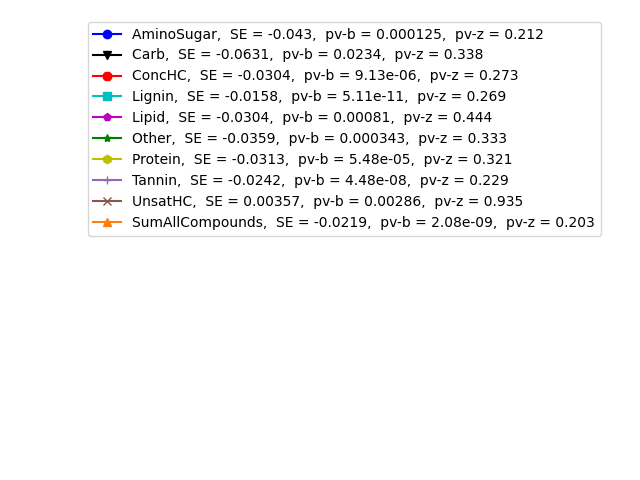 AminoSugar, SE = -0.043, pv-b = 0.000125, pv-z = 0.212
Carb, SE = -0.0631, pv-b = 0.0234, pv-z = 0.338
ConcHC, SE = -0.0304, pv-b = 9.13e-06, pv-z = 0.273
Lignin, SE = -0.0158, pv-b = 5.11e-11, pv-z = 0.269
Lipid, SE = -0.0304, pv-b = 0.00081, pv-z = 0.444
Other, SE = -0.0359, pv-b = 0.000343, pv-z = 0.333
Protein, SE = -0.0313, pv-b = 5.48e-05, pv-z = 0.321
Tannin, SE = -0.0242, pv-b = 4.48e-08, pv-z = 0.229
UnsatHC, SE = 0.00357, pv-b = 0.00286, pv-z = 0.935
SumAllCompounds, SE = -0.0219, pv-b = 2.08e-09, pv-z = 0.203